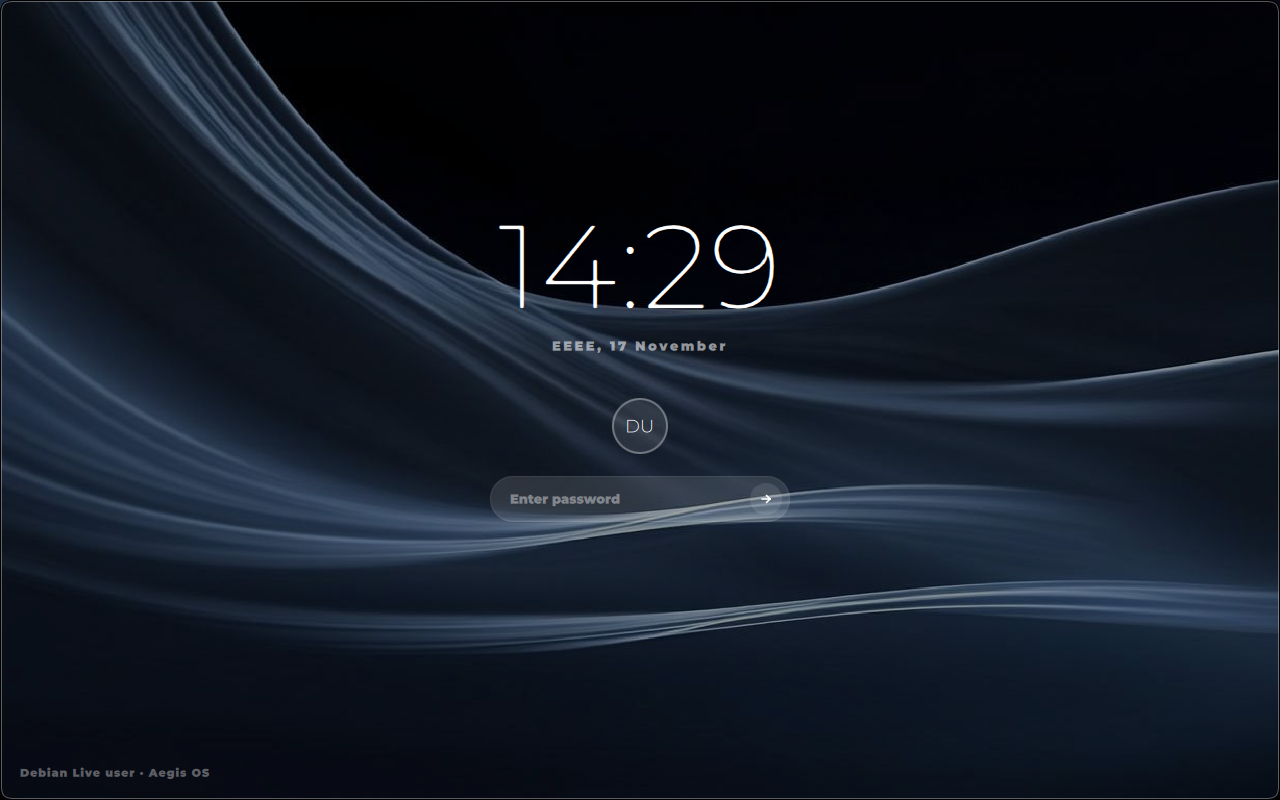 14:29
EEEE, 17 November
DU
Enter password
Debian Live user • Aegis OS